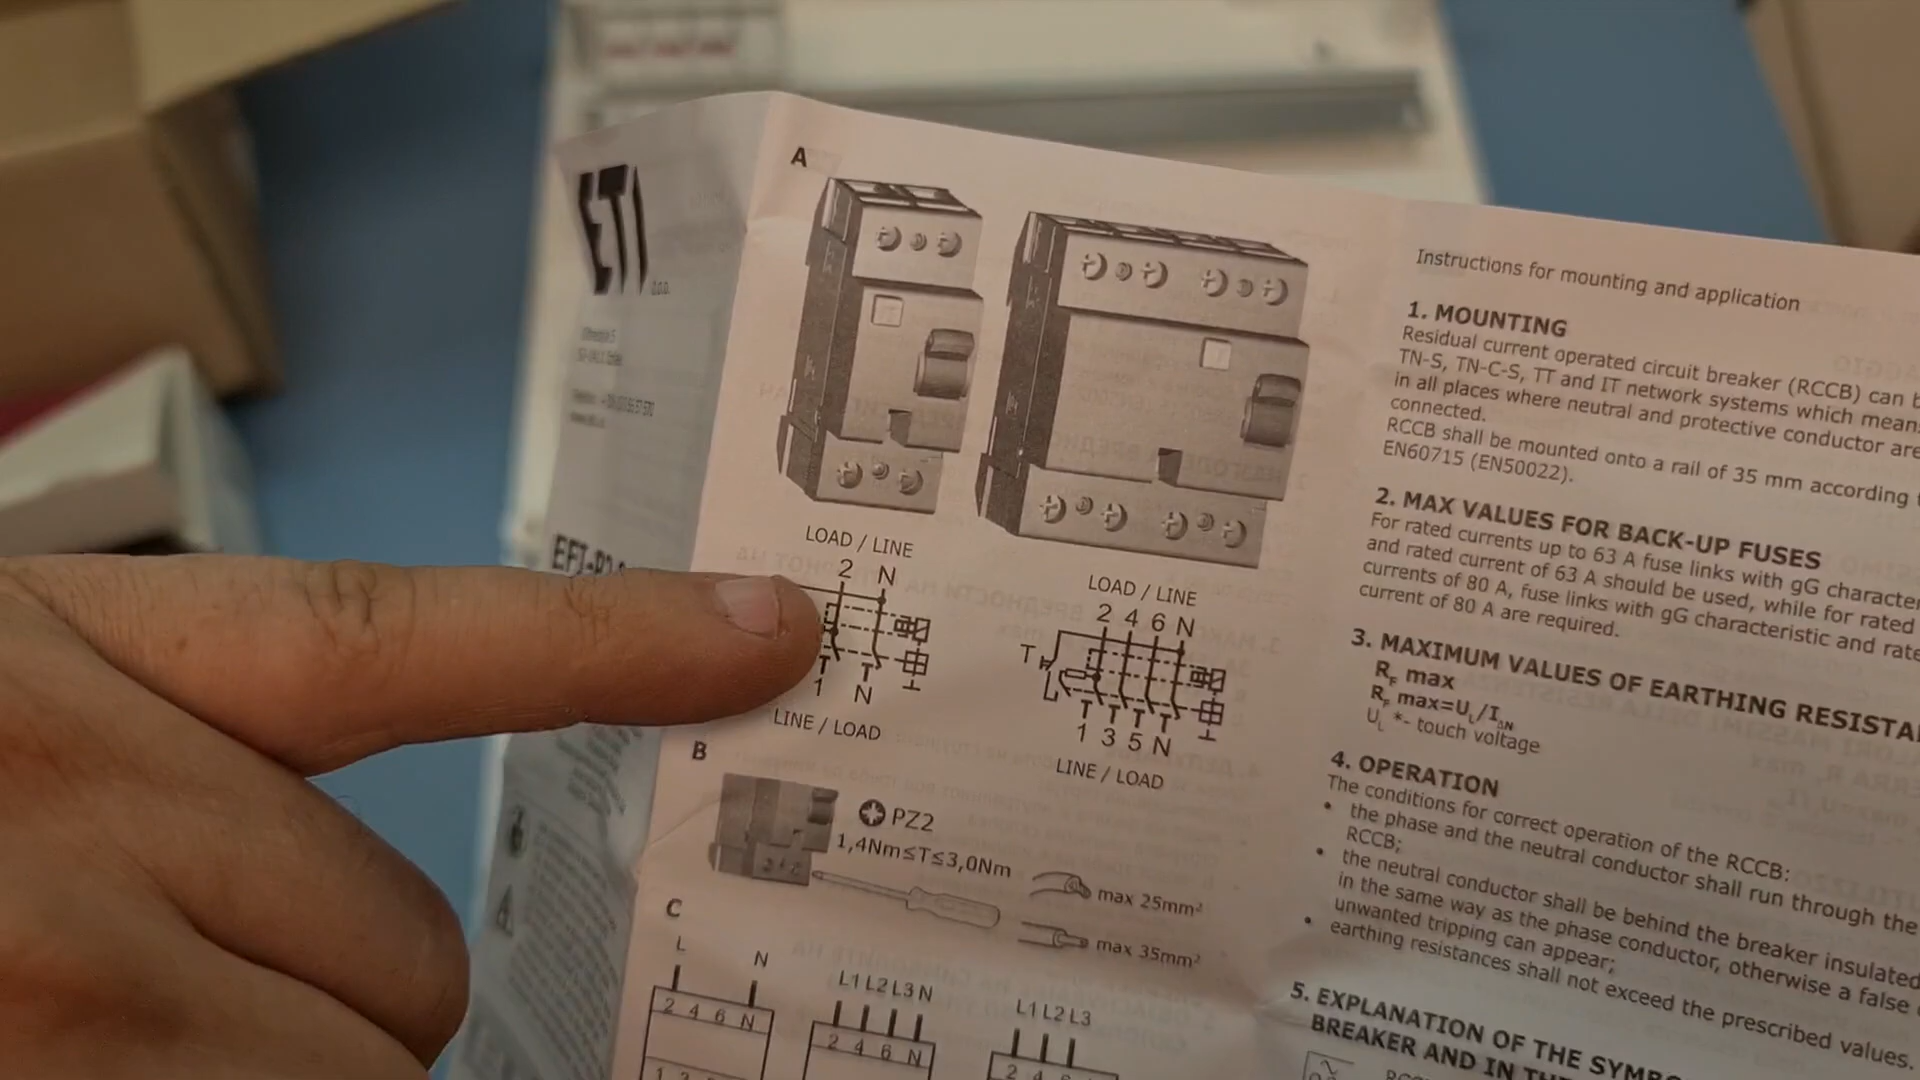 ETI
d.o.o.
A
LOAD / LINE
2 N
1 N
LINE / LOAD
LOAD / LINE
2 4 6 N
T
1 3 5 N
LINE / LOAD
B
PZ2
1,4Nm≤T≤3,0Nm
max 25mm²
max 35mm²
C
L N
2 4 6 N
L1 L2 L3 N
2 4 6 N
L1 L2 L3
2 4
Instructions for mounting and application
1. MOUNTING
Residual current operated circuit breaker (RCCB) can
TN-S, TN-C-S, TT and IT network systems which
in all places where neutral and protective conductor are
connected.
RCCB shall be mounted onto a rail of 35 mm according
EN60715 (EN50022).
2. MAX VALUES FOR BACK-UP FUSES
For rated currents up to 63 A fuse links with gG
and rated current of 63 A should be used, while for rated
currents of 80 A, fuse links with gG characteristic and
current of 80 A are required.
3. MAXIMUM VALUES OF EARTHING
R_F max
R_F max=U_L/I_ΔN
U_L *- touch voltage
4. OPERATION
The conditions for correct operation of the RCCB:
• the phase and the neutral conductor shall run through the
RCCB;
• the neutral conductor shall be behind the breaker insulated
in the same way as the phase conductor, otherwise a false
unwanted tripping can appear;
• earthing resistances shall not exceed the prescribed values.
5. EXPLANATION OF THE
BREAKER AND IN